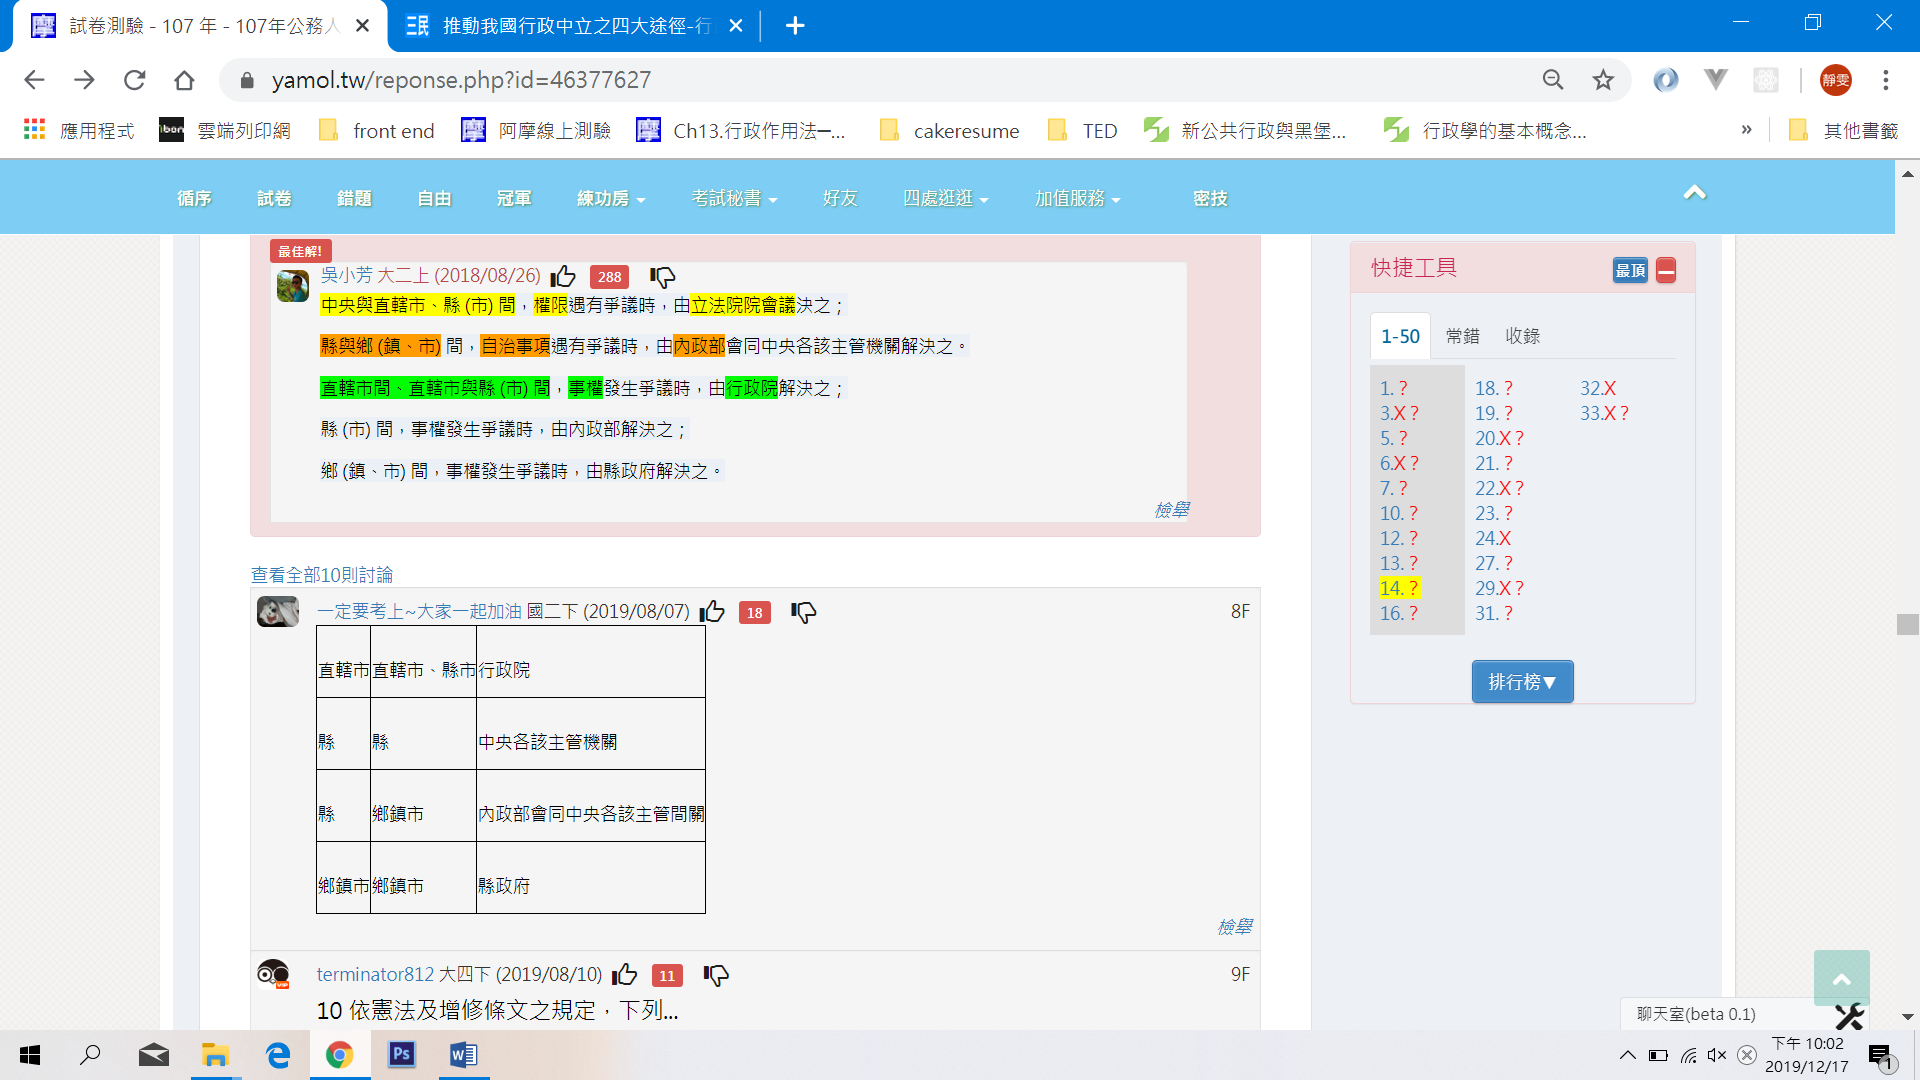 試卷測驗 - 107 年 - 107年公務人
推動我國行政中立之四大途徑-行
yamol.tw/reponse.php?id=46377627
靜雯
應用程式
ibon
雲端列印網
front end
阿摩線上測驗
Ch13.行政作用法─...
cakeresume
TED
新公共行政與黑堡...
行政學的基本概念...
»
其他書籤
循序 試卷 錯題 自由 冠軍 練功房 考試秘書 好友 四處逛逛 加值服務 密技
最佳解!
吳小芳 大二上 (2018/08/26) 288
中央與直轄市、縣 (市) 間，權限遇有爭議時，由立法院院會議決之；
縣與鄉 (鎮、市) 間，自治事項遇有爭議時，由內政部會同中央各該主管機關解決之。
直轄市間、直轄市與縣 (市) 間，事權發生爭議時，由行政院解決之；
縣 (市) 間，事權發生爭議時，由內政部解決之；
鄉 (鎮、市) 間，事權發生爭議時，由縣政府解決之。
檢舉
查看全部10則討論
一定要考上~大家一起加油 國二下 (2019/08/07) 18 8F
直轄市 直轄市、縣市 行政院
縣 縣 中央各該主管機關
縣 鄉鎮市 內政部會同中央各該主管間關
鄉鎮市 鄉鎮市 縣政府
檢舉
terminator812 大四下 (2019/08/10) 11 9F
10 依憲法及增修條文之規定，下列...
快捷工具 最頂
1-50 常錯 收錄
1. ? 18. ? 32.X
3.X ? 19. ? 33.X ?
5. ? 20.X ?
6.X ? 21. ?
7. ? 22.X ?
10. ? 23. ?
12. ? 24.X
13. ? 27. ?
14. ? 29.X ?
16. ? 31. ?
排行榜▼
聊天室(beta 0.1)
Ps
下午 10:02
2019/12/17
1